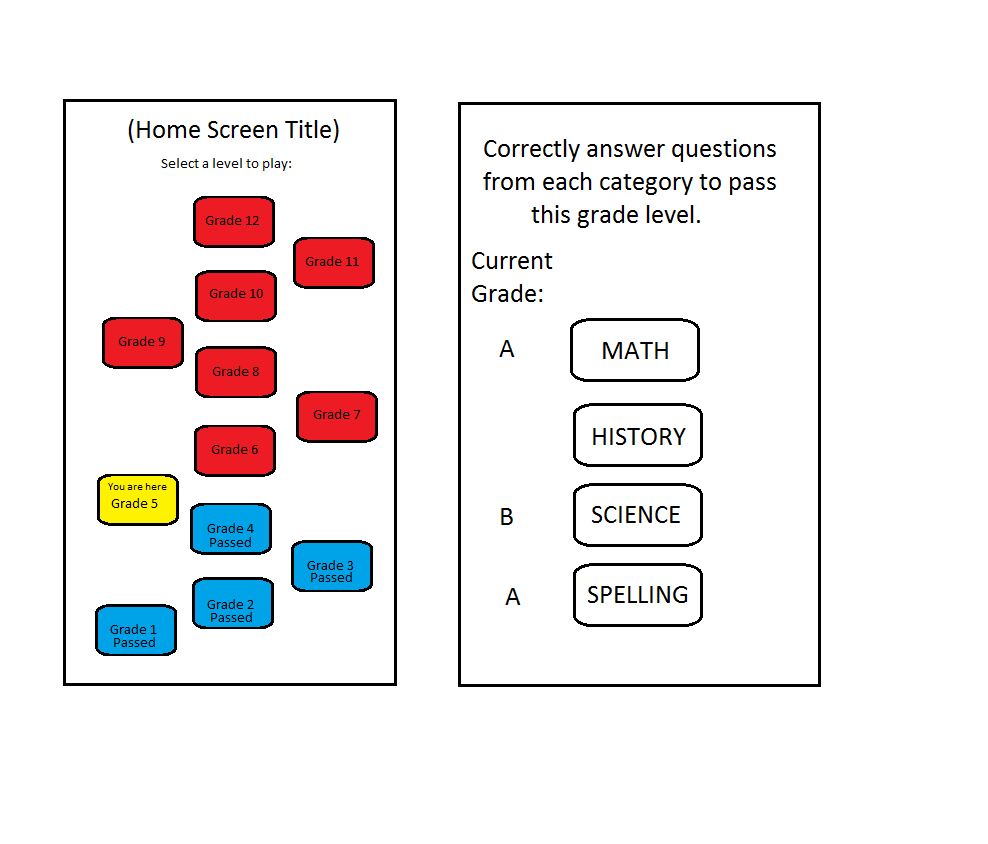 (Home Screen Title)
Select a level to play:
Grade 12
Grade 11
Grade 10
Grade 9
Grade 8
Grade 7
Grade 6
You are here
Grade 5
Grade 4
Passed
Grade 3
Passed
Grade 2
Passed
Grade 1
Passed
Correctly answer questions
from each category to pass
this grade level.
Current
Grade:
A MATH
HISTORY
B SCIENCE
A SPELLING